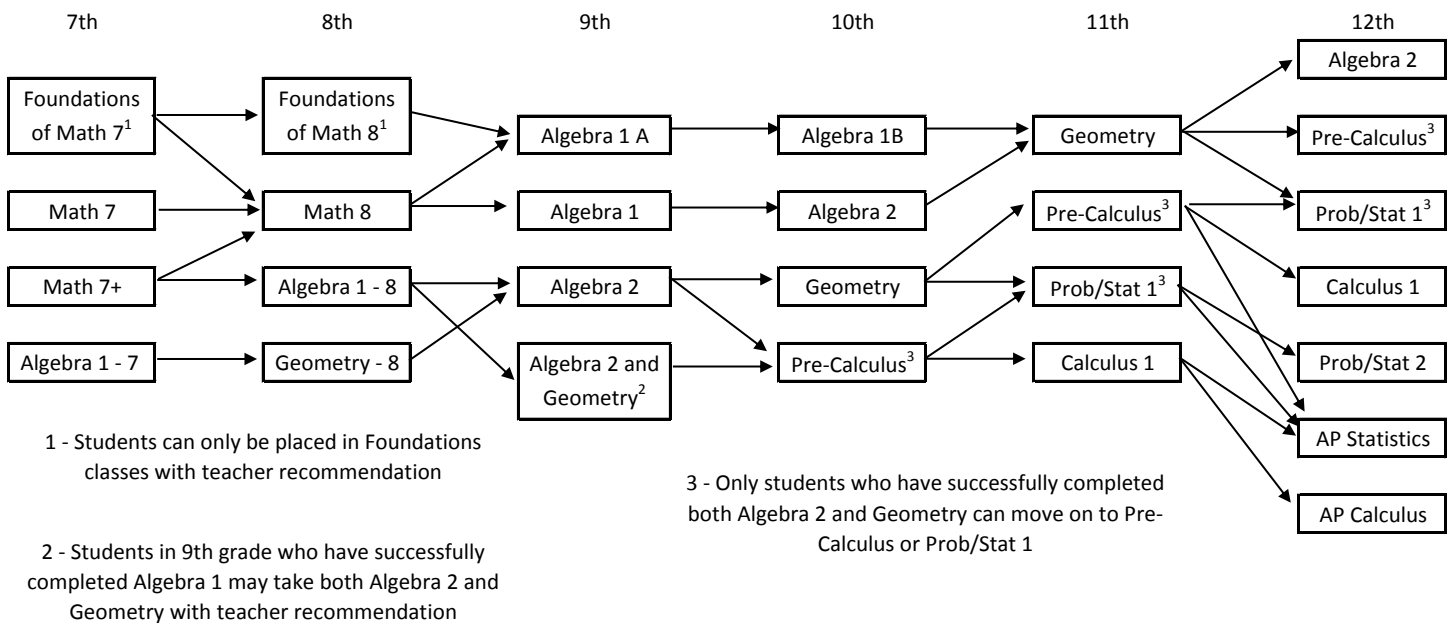 7th 8th 9th 10th 11th 12th
Foundations
of Math 7¹
Math 7
Math 7+
Algebra 1 - 7
Foundations
of Math 8¹
Math 8
Algebra 1 - 8
Geometry - 8
Algebra 1 A
Algebra 1
Algebra 2
Algebra 2 and
Geometry²
Algebra 1B
Algebra 2
Geometry
Pre-Calculus³
Geometry
Pre-Calculus³
Prob/Stat 1³
Calculus 1
Algebra 2
Pre-Calculus³
Prob/Stat 1³
Calculus 1
Prob/Stat 2
AP Statistics
AP Calculus
1 - Students can only be placed in Foundations
classes with teacher recommendation
2 - Students in 9th grade who have successfully
completed Algebra 1 may take both Algebra 2 and
Geometry with teacher recommendation
3 - Only students who have successfully completed
both Algebra 2 and Geometry can move on to Pre-
Calculus or Prob/Stat 1